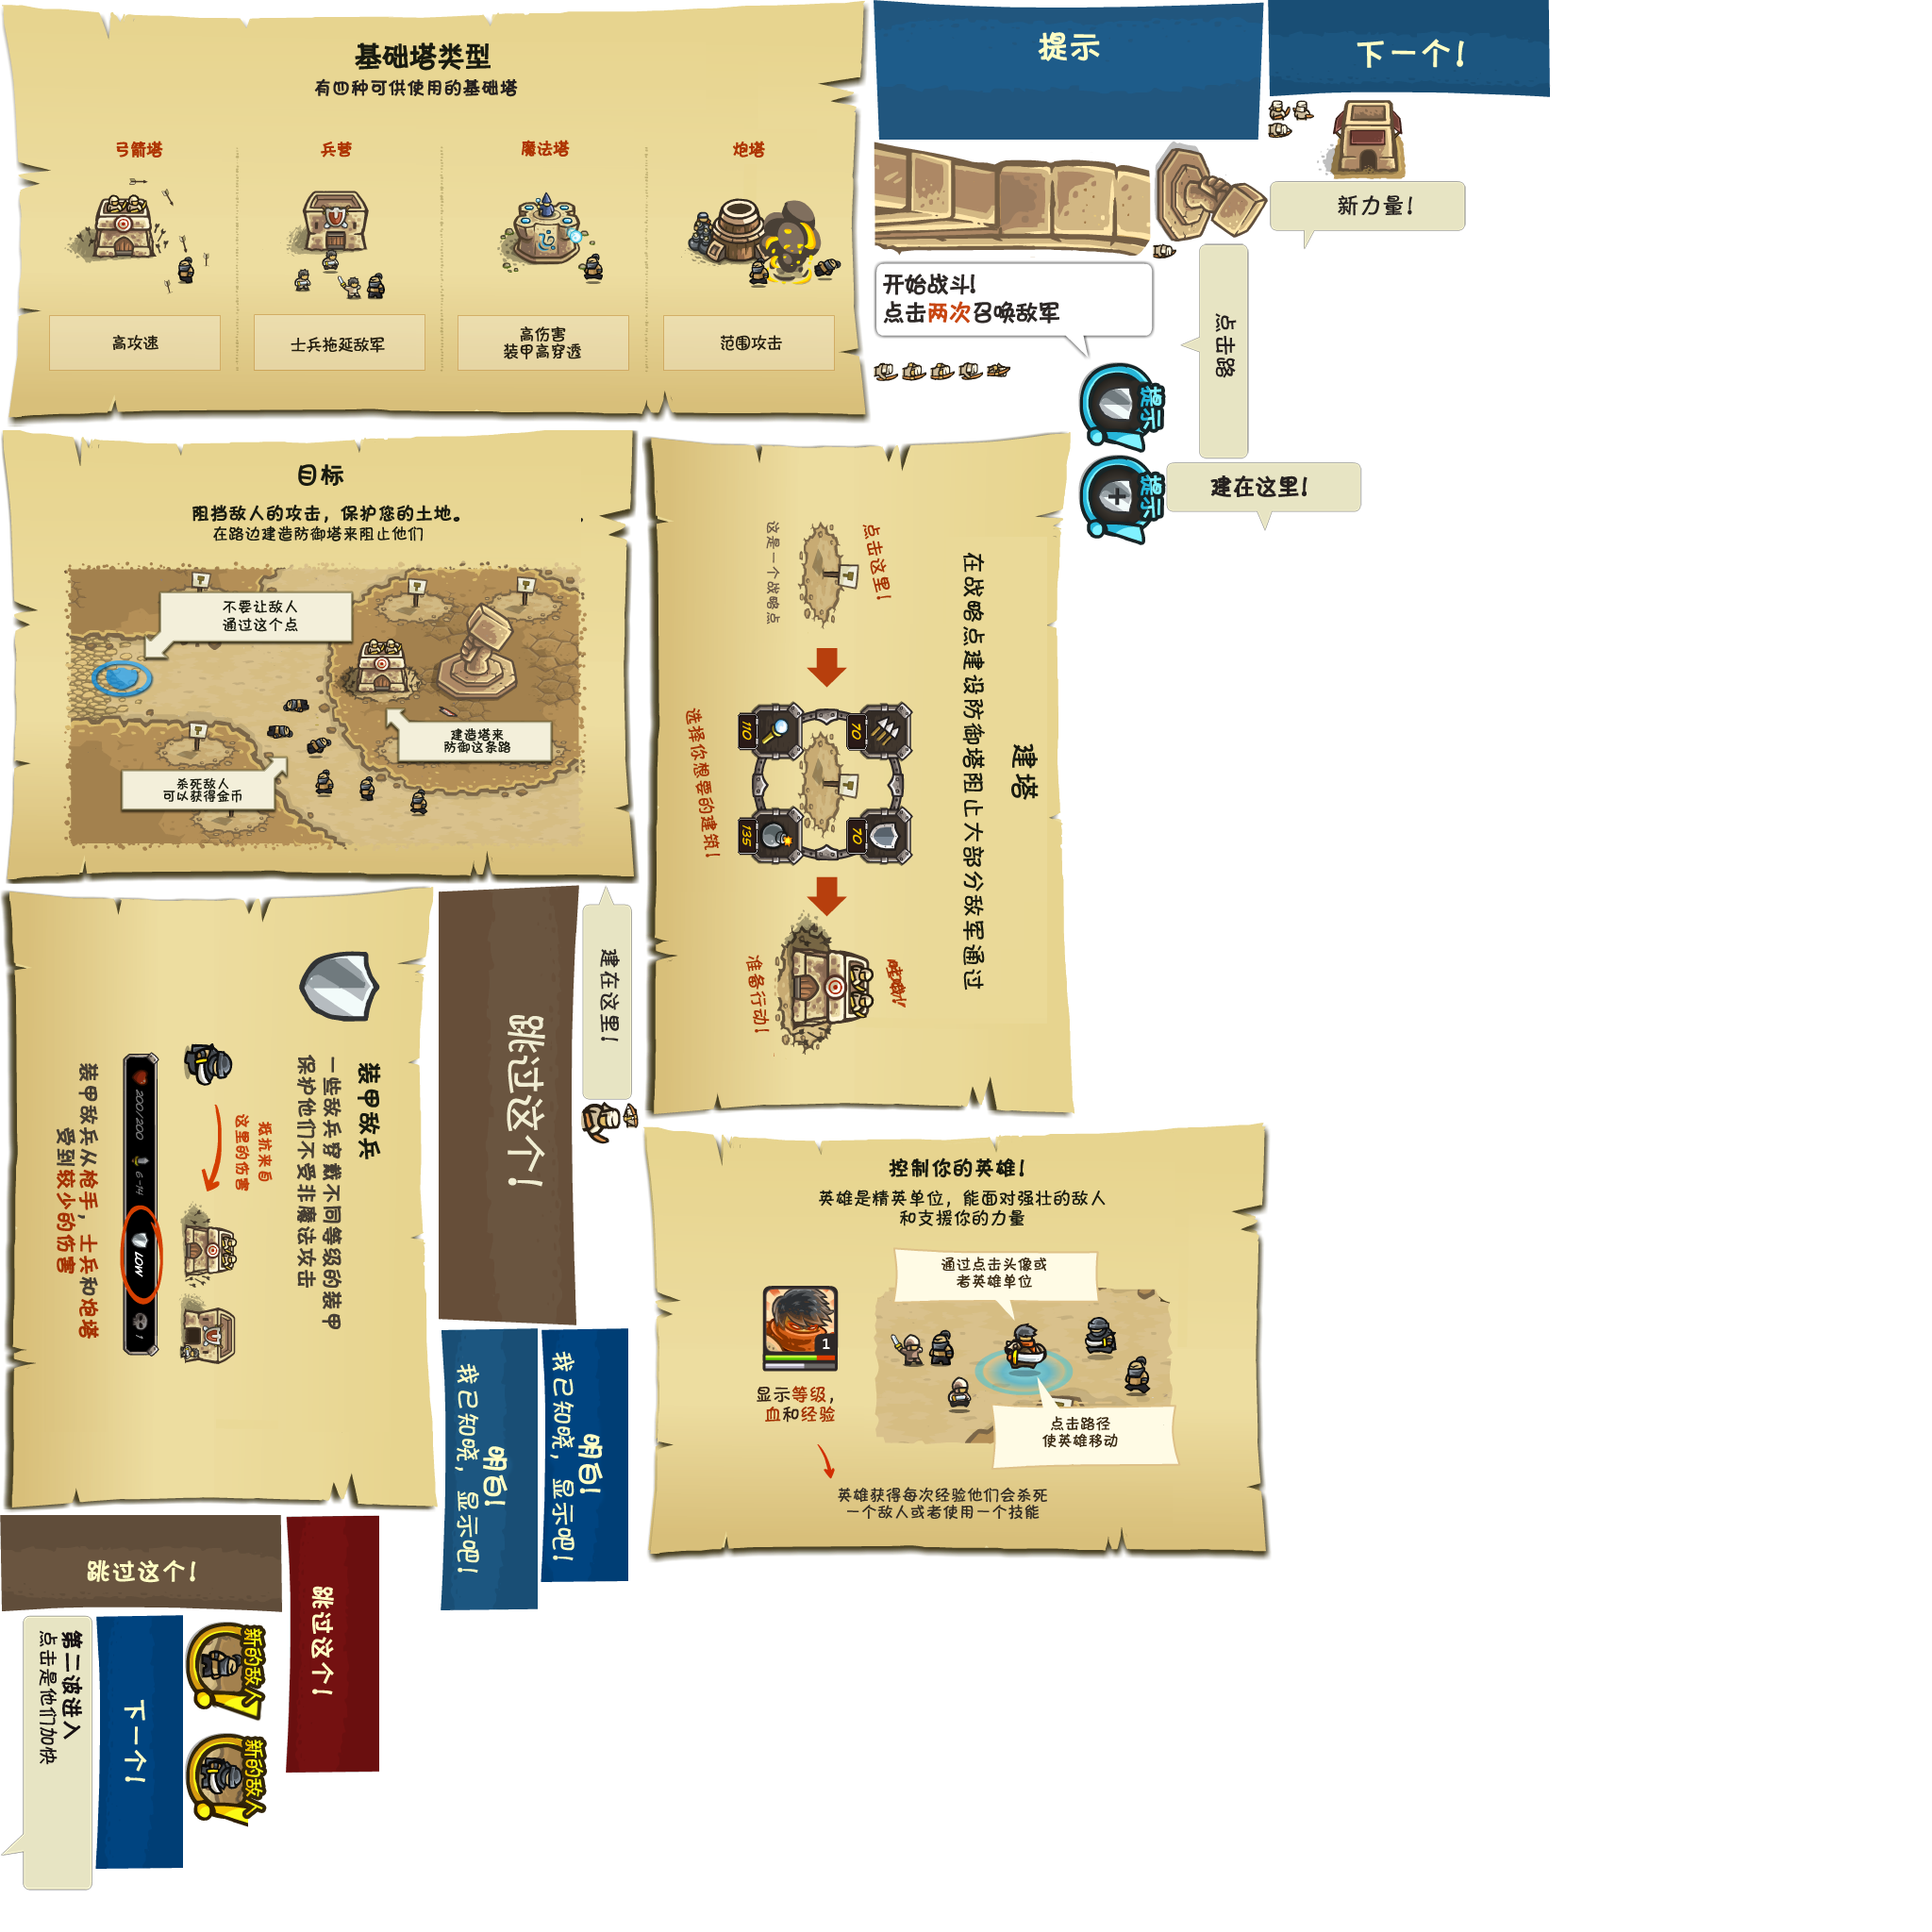 基础塔类型
有四种可供使用的基础塔
弓箭塔
兵营
魔法塔
炮塔
高攻速
士兵拖延敌军
高伤害
装甲高穿透
范围攻击
提示
下一个!
新力量!
开始战斗!
点击两次召唤敌军
点击路
提示
提示
建在这里!
目标
阻挡敌人的攻击，保护您的土地。
在路边建造防御塔来阻止他们
不要让敌人
通过这个点
建造塔来
防御这条路
杀死敌人
可以获得金币
建塔
在战略点建设防御塔阻止大部分敌军通过
点击这里!
这是一个战略点
70
110
70
135
选择你想要的建筑!
准备行动!
装甲敌兵
一些敌兵穿戴不同等级的装甲
保护他们不受非魔法攻击
抵抗来自
这里的伤害
200/200
6-14
LOW
1
装甲敌兵从枪手，士兵和炮塔
受到较少的伤害
跳过这个!
建在这里!
控制你的英雄!
英雄是精英单位，能面对强壮的敌人
和支援你的力量
通过点击头像或
者英雄单位
1
显示等级，
血和经验
点击路径
使英雄移动
英雄获得每次经验他们会杀死
一个敌人或者使用一个技能
明白!
我已知晓，显示吧!
明白!
我已知晓，显示吧!
跳过这个!
跳过这个!
第二波进入
点击是他们加快
下一个!
新的敌人
新的敌人